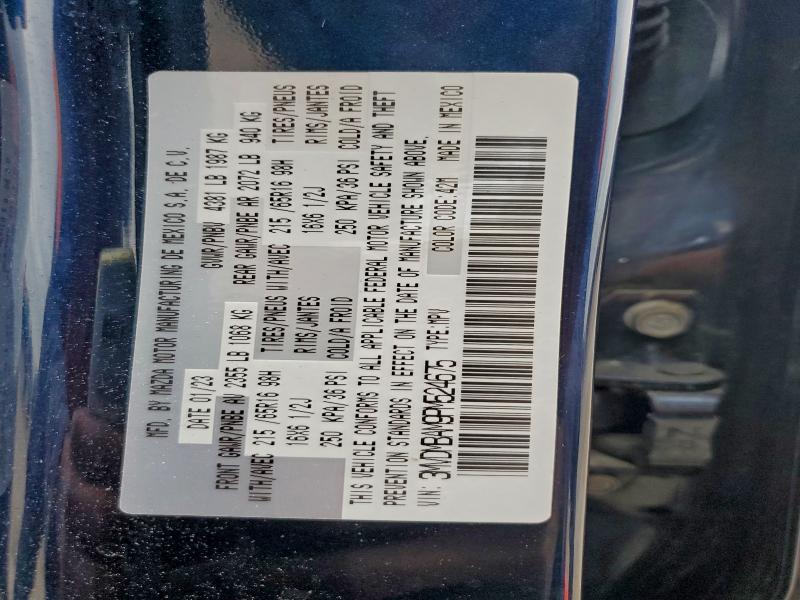 MFD. BY MAZDA MOTOR MANUFACTURING DE MEXICO S.A. DE C.V.
DATE 01/23 GVWR/PNBV 4381 LB 1987 KG
FRONT GAWR/PNBE AV 2355 LB 1068 KG REAR GAWR/PNBE AR 2072 LB 940 KG
WITH/AVEC 215 /65R16 98H TIRES/PNEUS WITH/AVEC 215 /65R16 98H TIRES/PNEUS
16X6 1/2J RIMS/JANTES 16X6 1/2J RIMS/JANTES
250 KPA/36 PSI COLD/A FROID 250 KPA/36 PSI COLD/A FROID
THIS VEHICLE CONFORMS TO ALL APPLICABLE FEDERAL MOTOR VEHICLE SAFETY AND THEFT
PREVENTION STANDARDS IN EFFECT ON THE DATE OF MANUFACTURE SHOWN ABOVE.
VIN: 3MVDMBAM9PM524675 TYPE:MPV COLOR CODE:42M MADE IN MEXICO